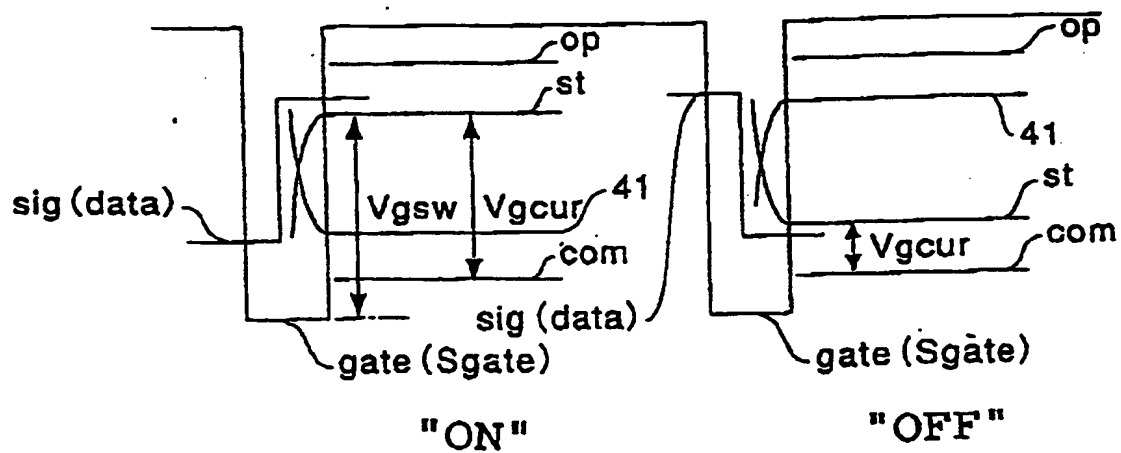 op
st
sig (data)
Vgsw
Vgcur
41
com
gate (Sgate)
"ON"
op
41
st
Vgcur
com
sig (data)
gate (Sgate)
"OFF"